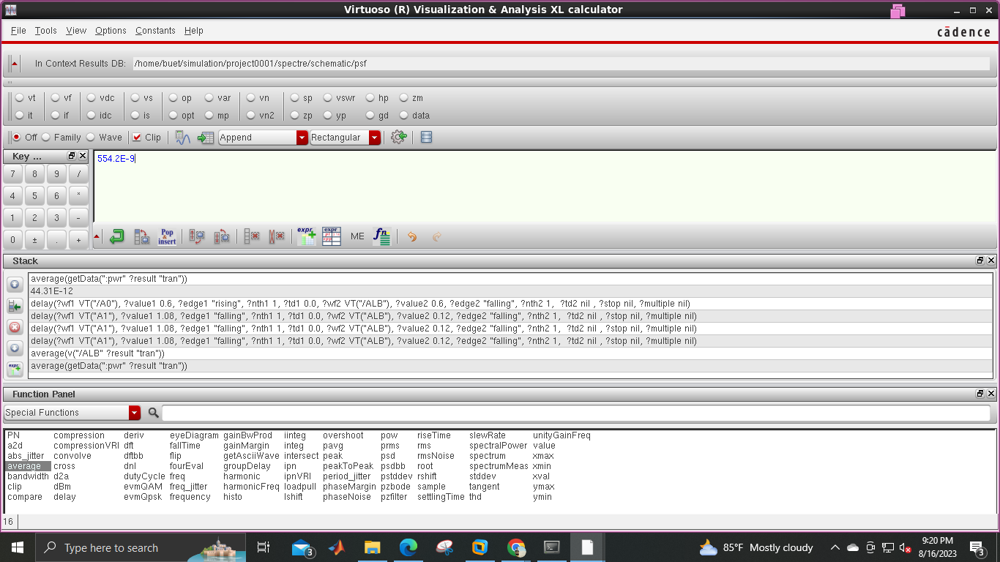 Virtuoso (R) Visualization & Analysis XL calculator
File Tools View Options Constants Help
cādence
In Context Results DB: /home/buet/simulation/project0001/spectre/schematic/psf
vt vf vdc vs op var vn sp vswr hp zm
it if idc is opt mp vn2 zp yp gd data
Off Family Wave Clip Append Rectangular
Key ...
554.2E-9
7 8 9 /
4 5 6 *
1 2 3 -
0 ± . +
Pop & insert
expr
expr
ME
fn
Stack
average(getData(":pwr" ?result "tran"))
44.31E-12
delay(?wf1 VT("/A0"), ?value1 0.6, ?edge1 "rising", ?nth1 1, ?td1 0.0, ?wf2 VT("/ALB"), ?value2 0.6, ?edge2 "falling", ?nth2 1,  ?td2 nil , ?stop nil, ?multiple nil)
delay(?wf1 VT("A1"), ?value1 1.08, ?edge1 "falling", ?nth1 1, ?td1 0.0, ?wf2 VT("ALB"), ?value2 0.12, ?edge2 "falling", ?nth2 1,  ?td2 nil , ?stop nil, ?multiple nil)
delay(?wf1 VT("A1"), ?value1 1.08, ?edge1 "falling", ?nth1 1, ?td1 0.0, ?wf2 VT("ALB"), ?value2 0.12, ?edge2 "falling", ?nth2 1,  ?td2 nil , ?stop nil, ?multiple nil)
delay(?wf1 VT("A1"), ?value1 1.08, ?edge1 "falling", ?nth1 1, ?td1 0.0, ?wf2 VT("ALB"), ?value2 0.12, ?edge2 "falling", ?nth2 1,  ?td2 nil , ?stop nil, ?multiple nil)
average(v("/ALB" ?result "tran"))
average(getData(":pwr" ?result "tran"))
Function Panel
Special Functions
PN compression deriv eyeDiagram gainBwProd iinteg overshoot pow riseTime slewRate unityGainFreq
a2d compressionVRI dft fallTime gainMargin integ pavg prms rms spectralPower value
abs_jitter convolve dftbb flip getAsciiWave intersect peak psd rmsNoise spectrum xmax
average cross dnl fourEval groupDelay ipn peakToPeak psdbb root spectrumMeas xmin
bandwidth d2a dutyCycle freq harmonic ipnVRI period_jitter pstddev rshift stddev xval
clip dBm evmQAM freq_jitter harmonicFreq loadpull phaseMargin pzbode sample tangent ymax
compare delay evmQpsk frequency histo lshift phaseNoise pzfilter settlingTime thd ymin
16
Type here to search
3
85°F Mostly cloudy
9:20 PM
8/16/2023
3